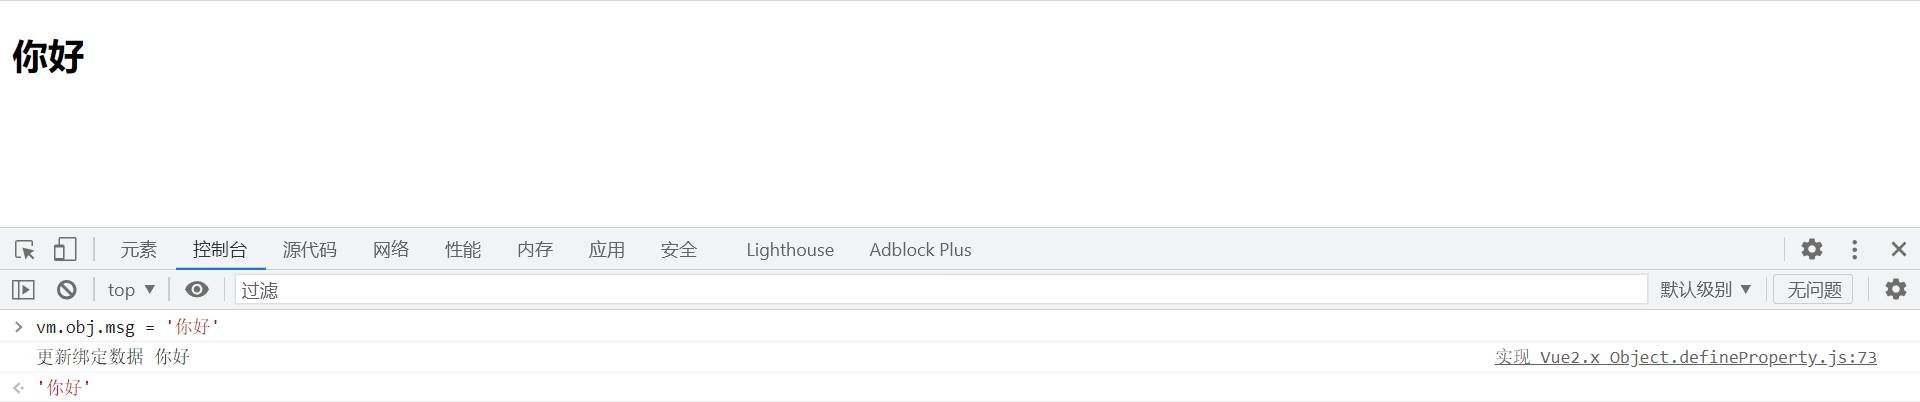 你好
元素 控制台 源代码 网络 性能 内存 应用 安全 Lighthouse Adblock Plus
top 过滤 默认级别 无问题
vm.obj.msg = '你好'
更新绑定数据 你好 实现 Vue2.x Object.defineProperty.js:73
'你好'